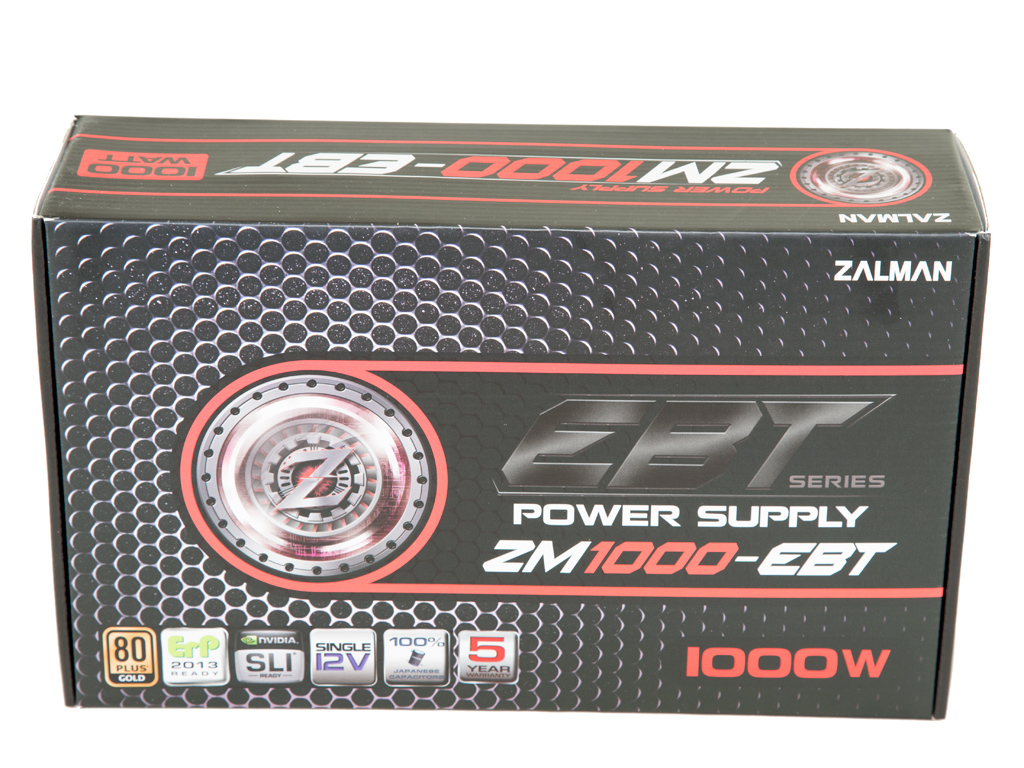 1000
WATT
ZM1000-EBT
POWER SUPPLY
ZALMAN
ZALMAN
EBT
SERIES
POWER SUPPLY
ZM1000-EBT
80
PLUS
GOLD
ErP
2013
READY
NVIDIA.
SLI
READY
SINGLE
12V
100%
JAPANESE
CAPACITORS
5
YEAR
WARRANTY
1000W